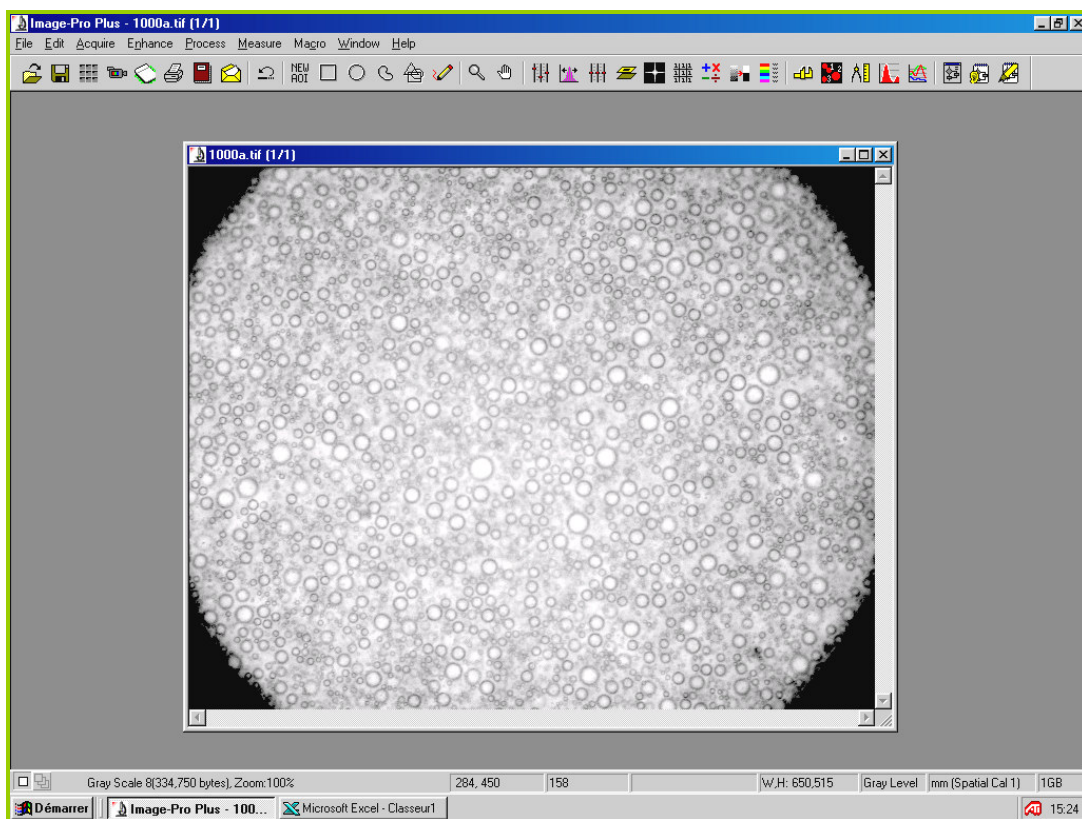 Image-Pro Plus - 1000a.tif (1/1)
File Edit Acquire Enhance Process Measure Macro Window Help
NEW AOI
1000a.tif (1/1)
Gray Scale 8(334,750 bytes), Zoom:100% 284, 450 158 W,H: 650,515 Gray Level mm (Spatial Cal 1) 1GB
Démarrer Image-Pro Plus - 100... Microsoft Excel - Classeur1 ATI 15:24